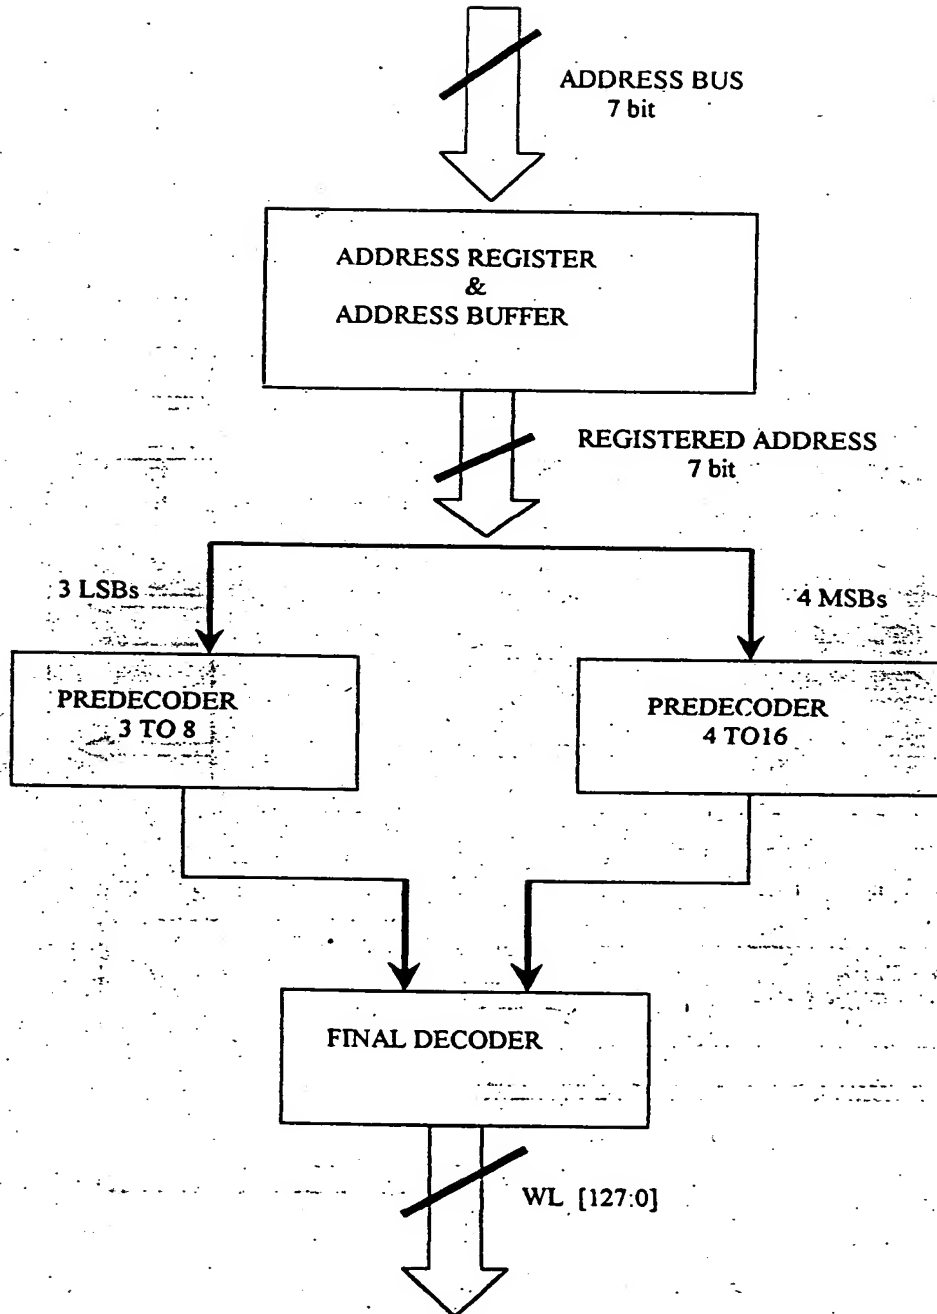 ADDRESS BUS
7 bit
ADDRESS REGISTER
&
ADDRESS BUFFER
REGISTERED ADDRESS
7 bit
3 LSBs
4 MSBs
PREDECODER
3 TO 8
PREDECODER
4 TO16
FINAL DECODER
WL [127:0]